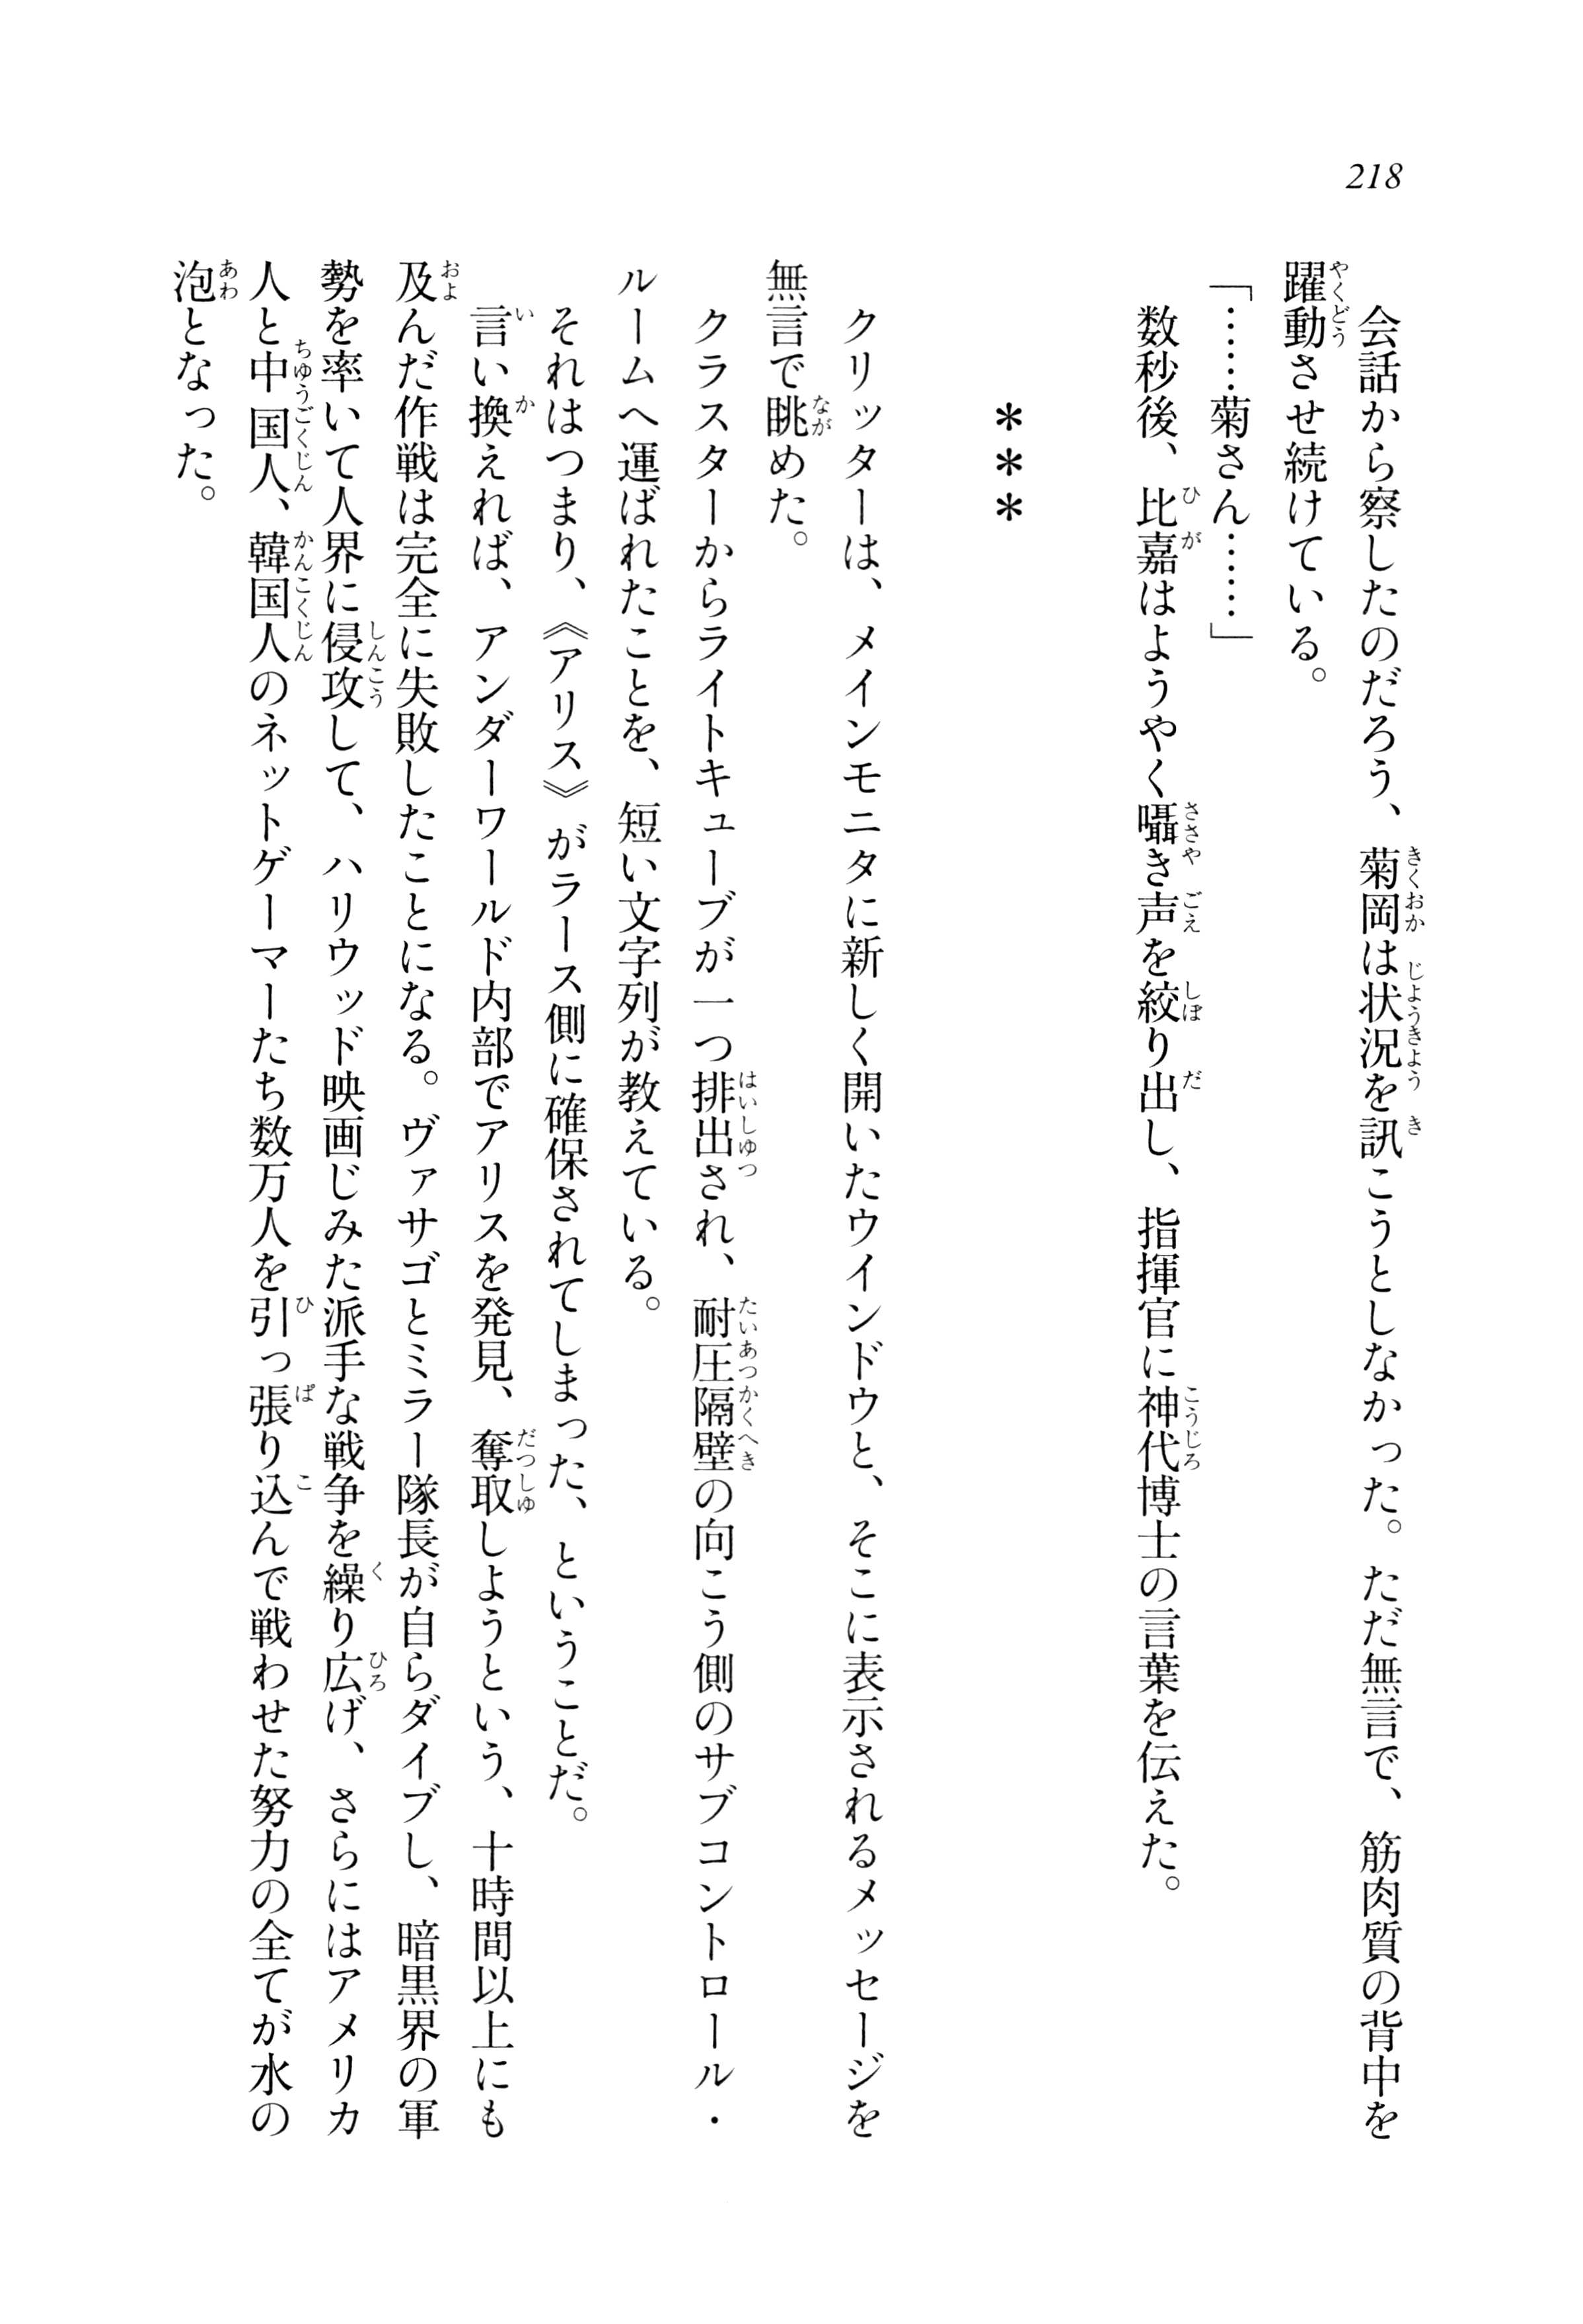 218
会話から察したのだろう、菊岡は状況を訊こうとしなかった。ただ無言で、筋肉質の背中を
躍動させ続けている。
「……菊さん……」
数秒後、比嘉はようやく囁き声を絞り出し、指揮官に神代博士の言葉を伝えた。
＊＊＊
クリッターは、メインモニタに新しく開いたウインドウと、そこに表示されるメッセージを
無言で眺めた。
クラスターからライトキューブが一つ排出され、耐圧隔壁の向こう側のサブコントロール・
ルームへ運ばれたことを、短い文字列が教えている。
それはつまり、《アリス》がラース側に確保されてしまった、ということだ。
言い換えれば、アンダーワールド内部でアリスを発見、奪取しようという、十時間以上にも
及んだ作戦は完全に失敗したことになる。ヴァサゴとミラー隊長が自らダイブし、暗黒界の軍
勢を率いて人界に侵攻して、ハリウッド映画じみた派手な戦争を繰り広げ、さらにはアメリカ
人と中国人、韓国人のネットゲーマーたち数万人を引っ張り込んで戦わせた努力の全てが水の
泡となった。